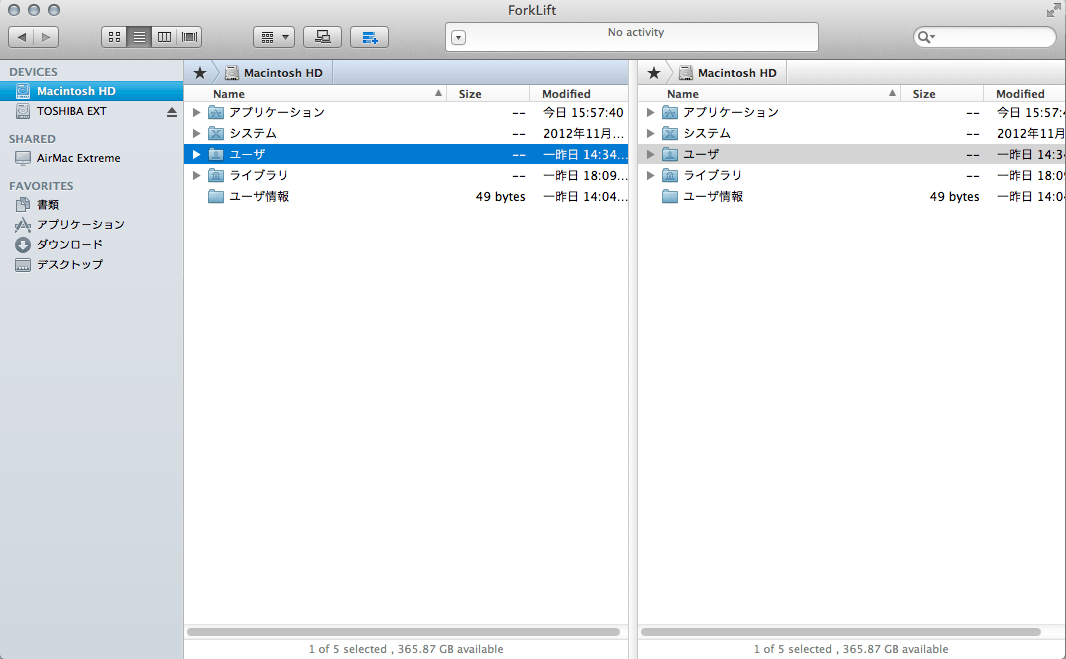 ForkLift
No activity
DEVICES
Macintosh HD
TOSHIBA EXT
SHARED
AirMac Extreme
FAVORITES
書類
アプリケーション
ダウンロード
デスクトップ
Macintosh HD
Name Size Modified
アプリケーション -- 今日 15:57:40
システム -- 2012年11月...
ユーザ -- 一昨日 14:34...
ライブラリ -- 一昨日 18:09...
ユーザ情報 49 bytes 一昨日 14:04...
1 of 5 selected , 365.87 GB available
Macintosh HD
Name Size Modified
アプリケーション -- 今日 15:57:4
システム -- 2012年11月
ユーザ -- 一昨日 14:3
ライブラリ -- 一昨日 18:0
ユーザ情報 49 bytes 一昨日 14:0
1 of 5 selected , 365.87 GB available